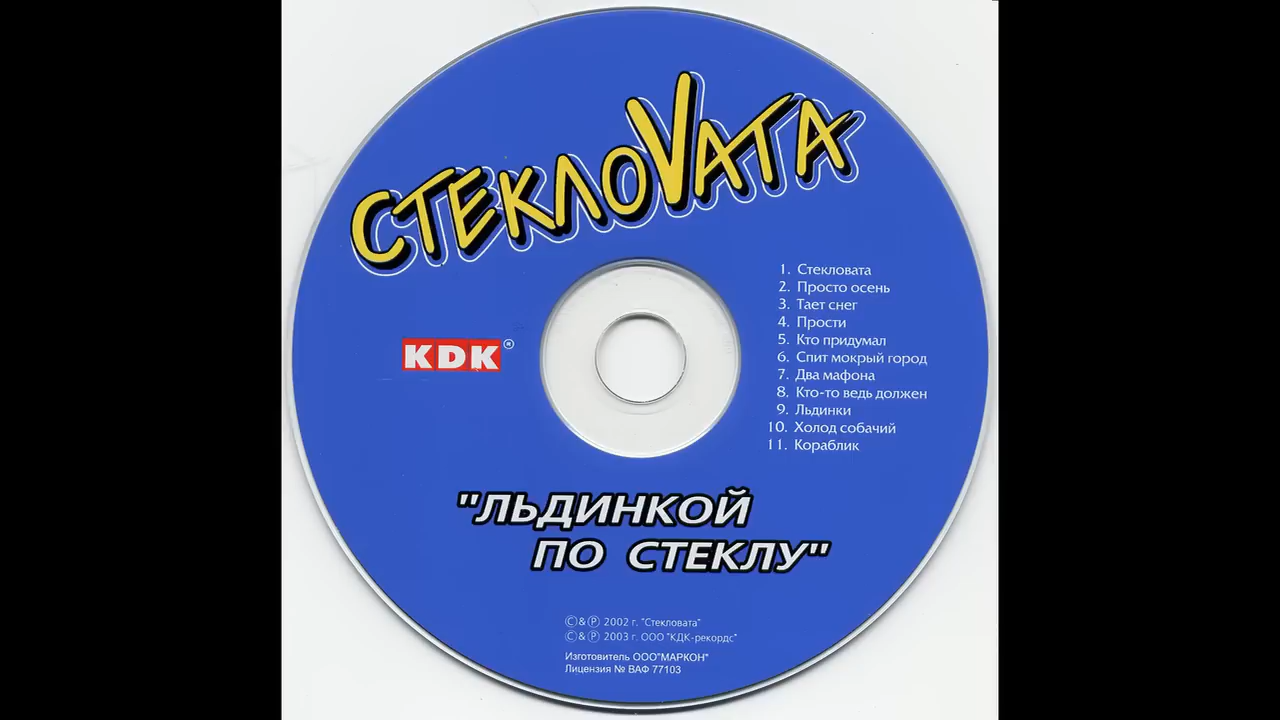 СТЕКЛОVАТА
KDK®
1. Стекловата
2. Просто осень
3. Тает снег
4. Прости
5. Кто придумал
6. Спит мокрый город
7. Два мафона
8. Кто-то ведь должен
9. Льдинки
10. Холод собачий
11. Кораблик
"ЛЬДИНКОЙ
ПО СТЕКЛУ"
©&℗ 2002 г. "Стекловата"
©&℗ 2003 г. ООО "КДК-рекордс"
Изготовитель ООО"МАРКОН"
Лицензия № ВАФ 77103